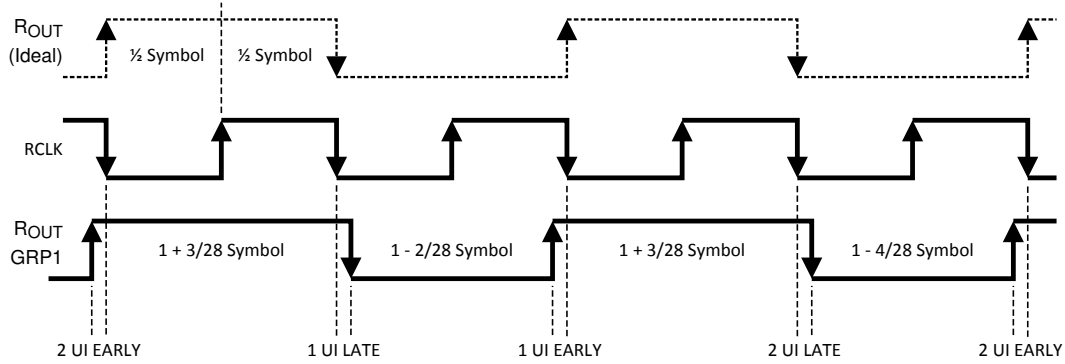 ROUT
(Ideal)
½ Symbol
½ Symbol
RCLK
ROUT
GRP1
1 + 3/28 Symbol
1 - 2/28 Symbol
1 + 3/28 Symbol
1 - 4/28 Symbol
2 UI EARLY
1 UI LATE
1 UI EARLY
2 UI LATE
2 UI EARLY